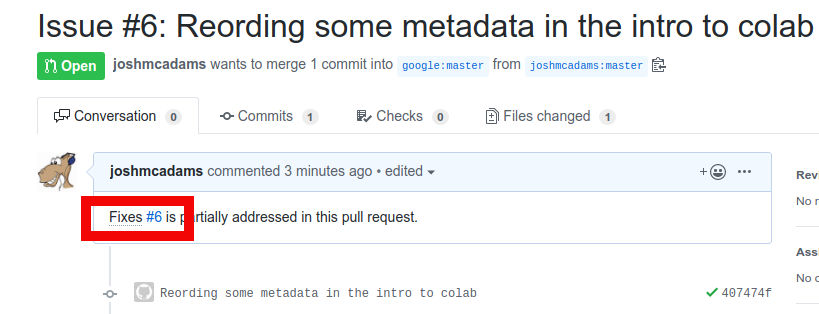 Issue #6: Reording some metadata in the intro to colab
Open joshmcadams wants to merge 1 commit into google:master from joshmcadams:master
Conversation 0 Commits 1 Checks 0 Files changed 1
joshmcadams commented 3 minutes ago • edited
Fixes #6 is partially addressed in this pull request.
Reording some metadata in the intro to colab 407474f
Revi
No r
Assi
No o